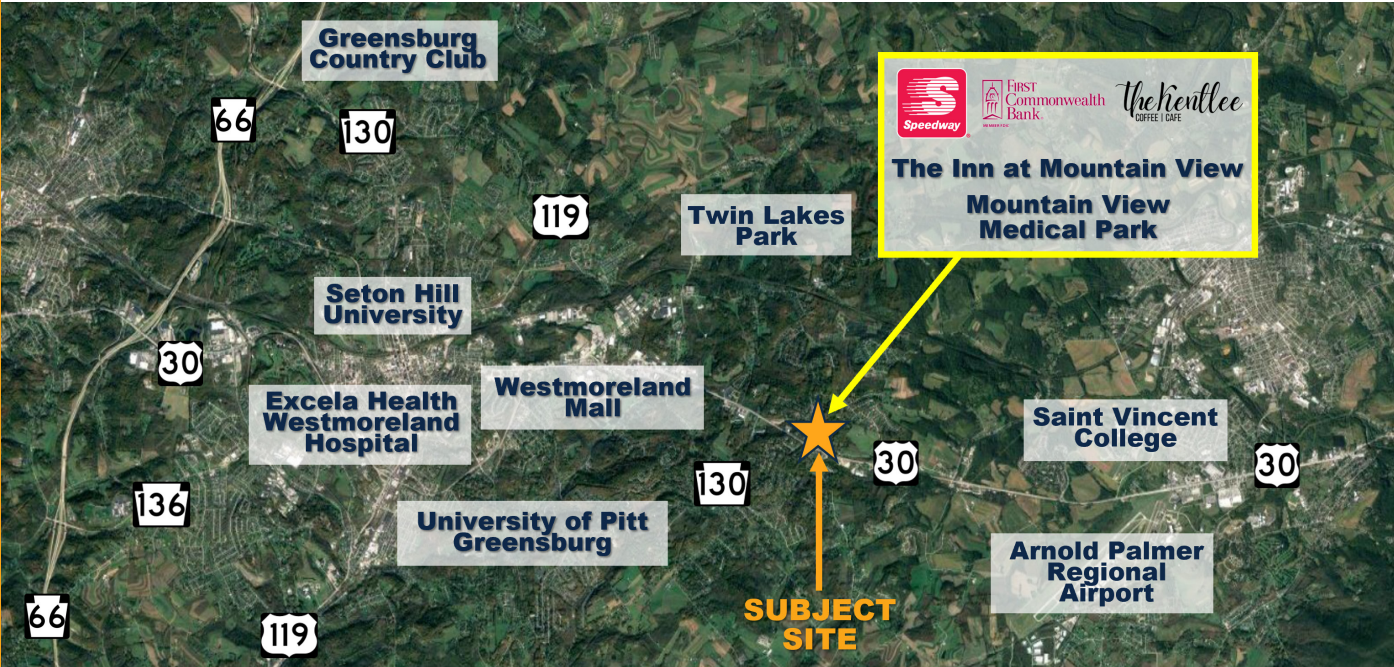 Greensburg
Country Club
66
130
S
Speedway
FIRST
Commonwealth
Bank
the Kentlee
COFFEE | CAFE
The Inn at Mountain View
Mountain View
Medical Park
119
Twin Lakes
Park
Seton Hill
University
30
Excela Health
Westmoreland
Hospital
Westmoreland
Mall
Saint Vincent
College
30
30
130
136
University of Pitt
Greensburg
Arnold Palmer
Regional
Airport
66
119
SUBJECT
SITE